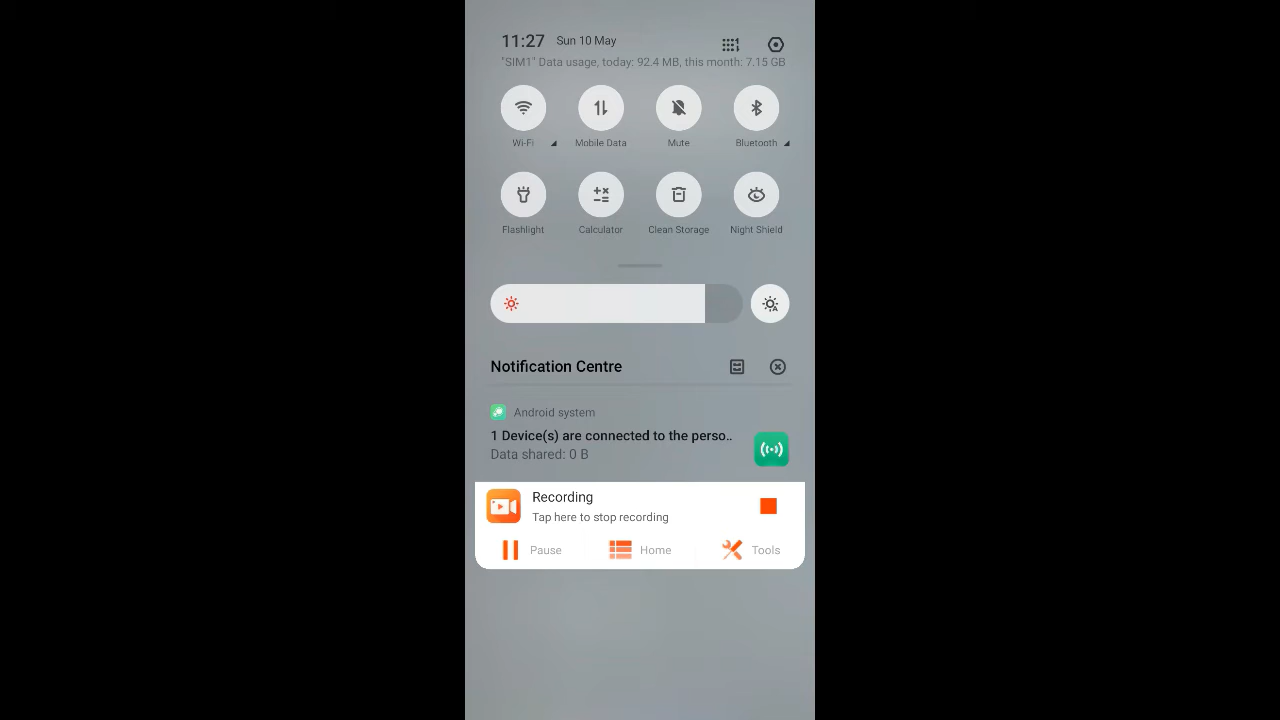 11:27 Sun 10 May
"SIM1" Data usage, today: 92.4 MB, this month: 7.15 GB
Wi-Fi Mobile Data Mute Bluetooth
Flashlight Calculator Clean Storage Night Shield
Notification Centre
Android system
1 Device(s) are connected to the perso..
Data shared: 0 B
Recording
Tap here to stop recording
Pause Home Tools